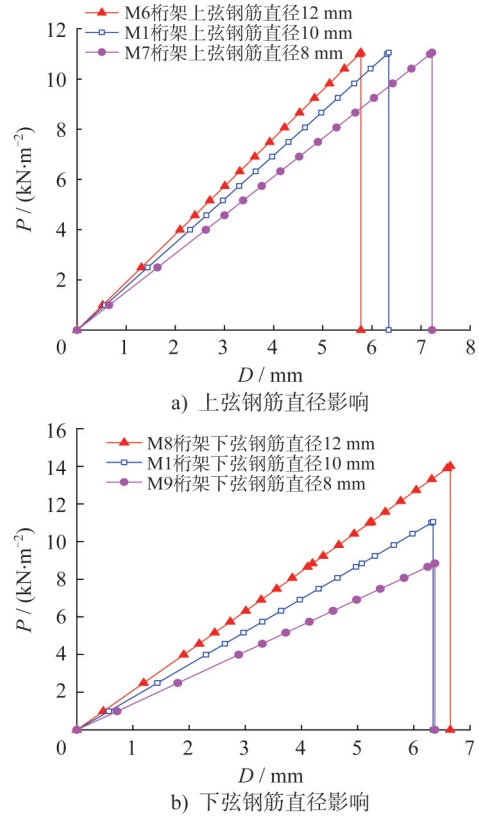 M6桁架上弦钢筋直径12 mm
M1桁架上弦钢筋直径10 mm
M7桁架上弦钢筋直径8 mm
12
10
8
6
4
2
0
P / (kN·m⁻²)
1 2 3 4 5 6 7 8
D / mm
a) 上弦钢筋直径影响
M8桁架下弦钢筋直径12 mm
M1桁架下弦钢筋直径10 mm
M9桁架下弦钢筋直径8 mm
16
14
12
10
8
6
4
2
0
P / (kN·m⁻²)
1 2 3 4 5 6 7
D / mm
b) 下弦钢筋直径影响